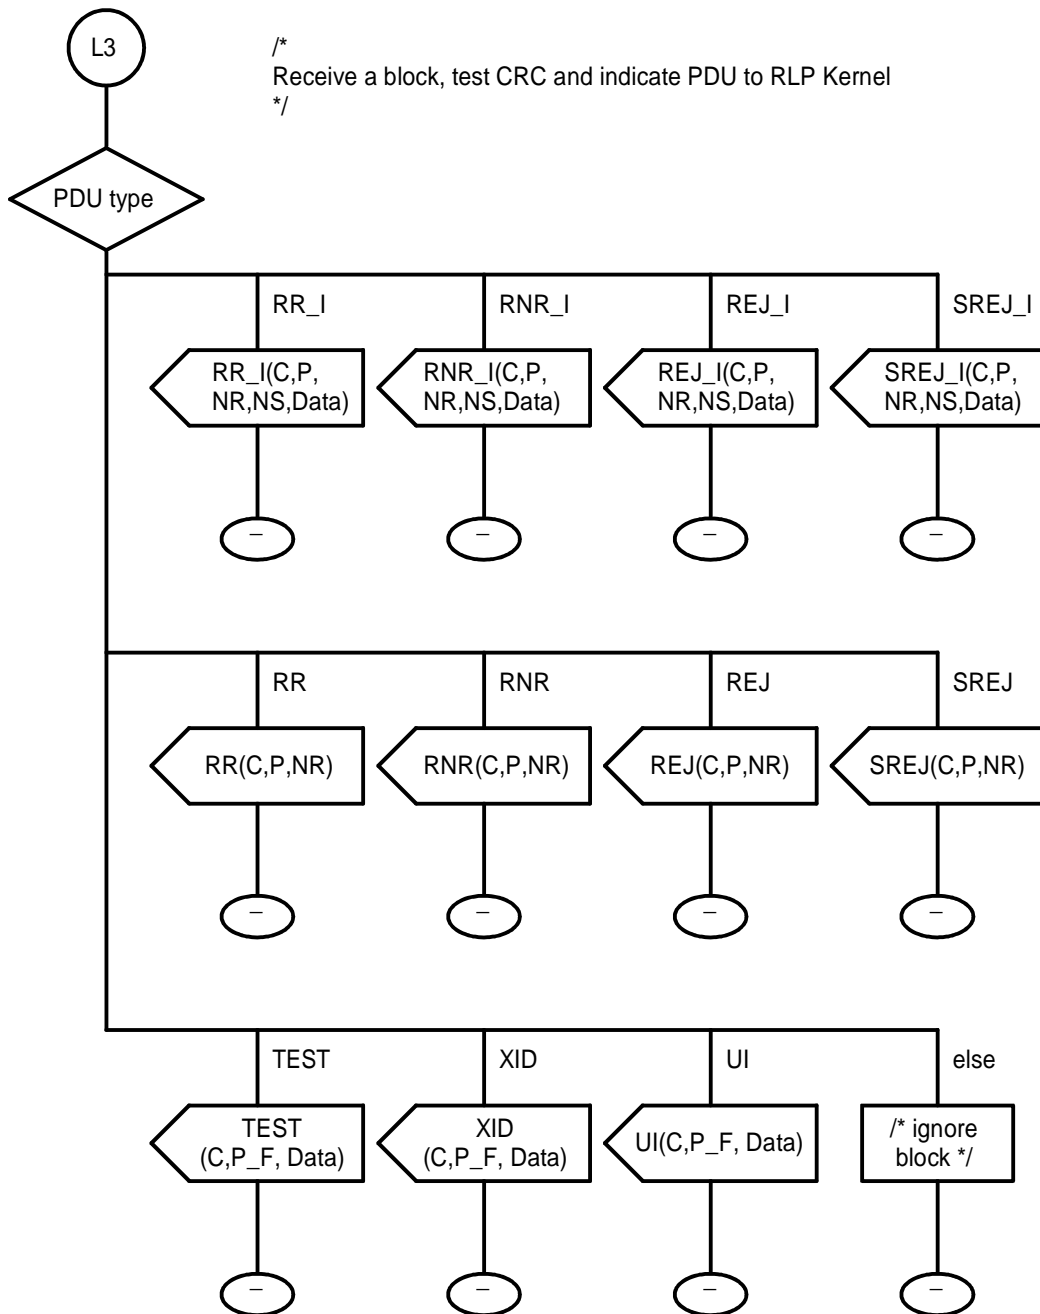 L3
/*
Receive a block, test CRC and indicate PDU to RLP Kernel
*/
PDU type
RR_I
RNR_I
REJ_I
SREJ_I
RR_I(C,P,
NR,NS,Data)
RNR_I(C,P,
NR,NS,Data)
REJ_I(C,P,
NR,NS,Data)
SREJ_I(C,P,
NR,NS,Data)
–
–
–
–
RR
RNR
REJ
SREJ
RR(C,P,NR)
RNR(C,P,NR)
REJ(C,P,NR)
SREJ(C,P,NR)
–
–
–
–
TEST
XID
UI
else
TEST
(C,P_F, Data)
XID
(C,P_F, Data)
UI(C,P_F, Data)
/* ignore
block */
–
–
–
–